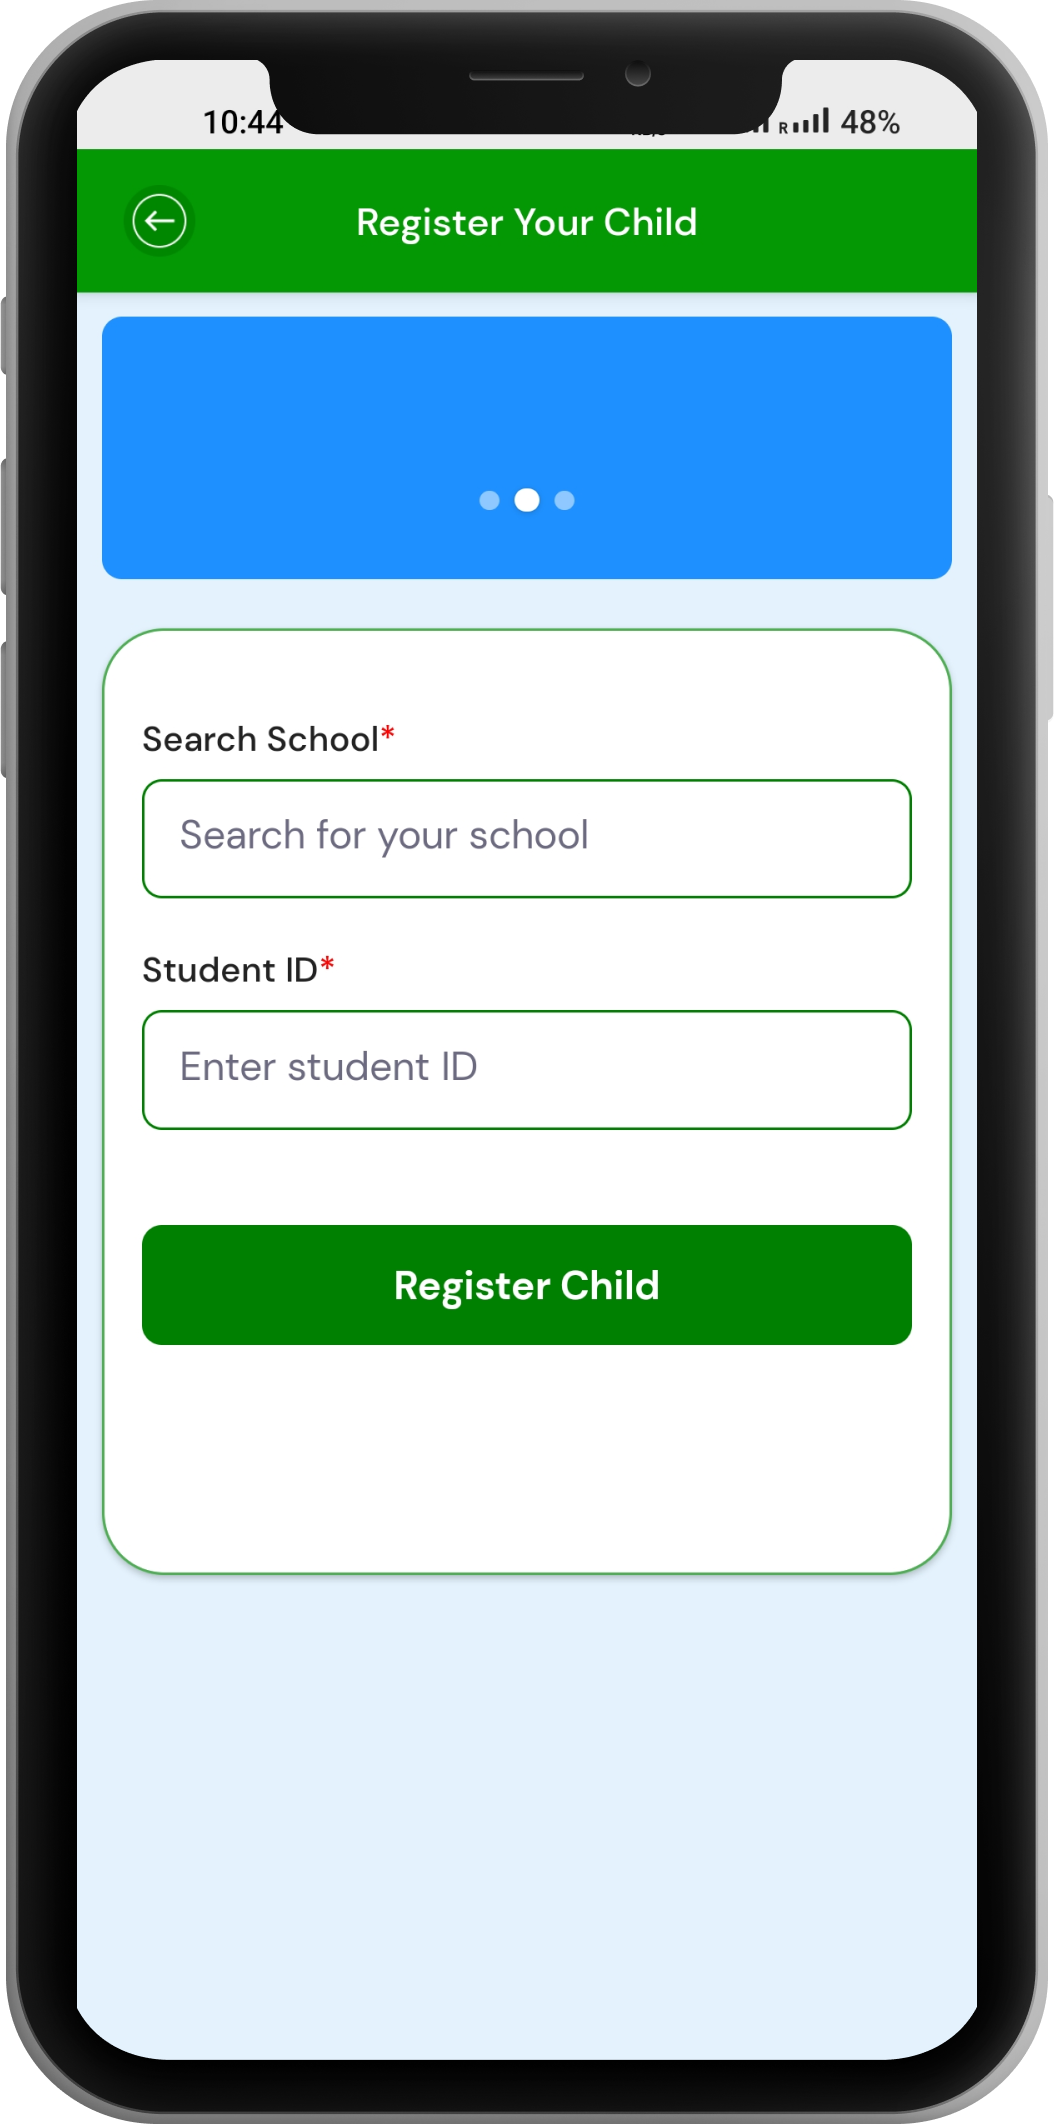 10:44
R 48%
Register Your Child
Search School*
Search for your school
Student ID*
Enter student ID
Register Child